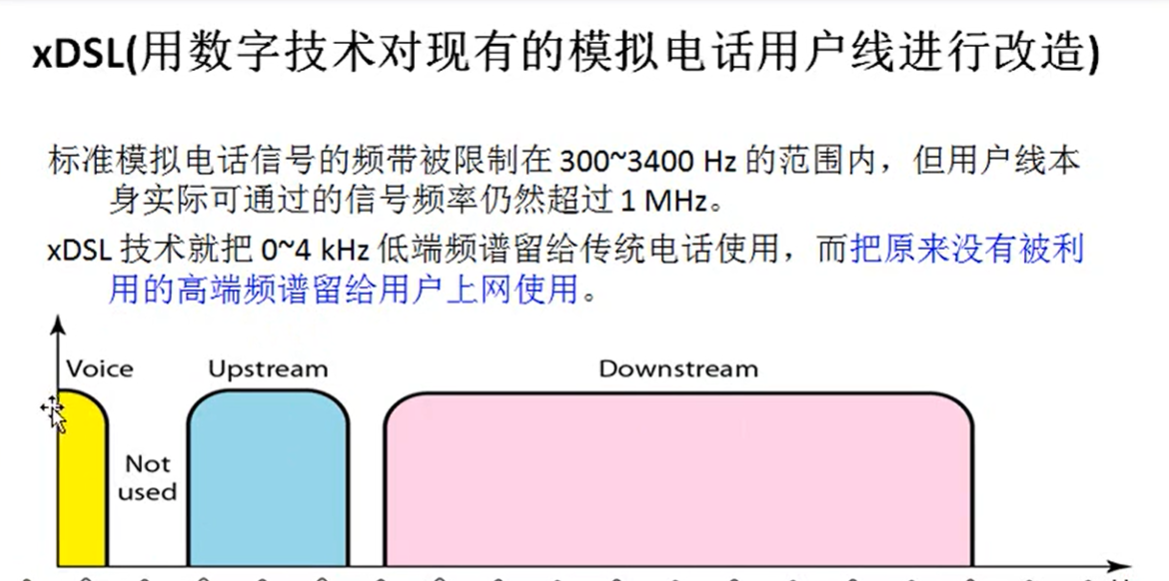 xDSL(用数字技术对现有的模拟电话用户线进行改造)
标准模拟电话信号的频带被限制在 300~3400 Hz 的范围内，但用户线本
身实际可通过的信号频率仍然超过 1 MHz。
xDSL 技术就把 0~4 kHz 低端频谱留给传统电话使用，而把原来没有被利
用的高端频谱留给用户上网使用。
Voice
Upstream
Downstream
Not
used